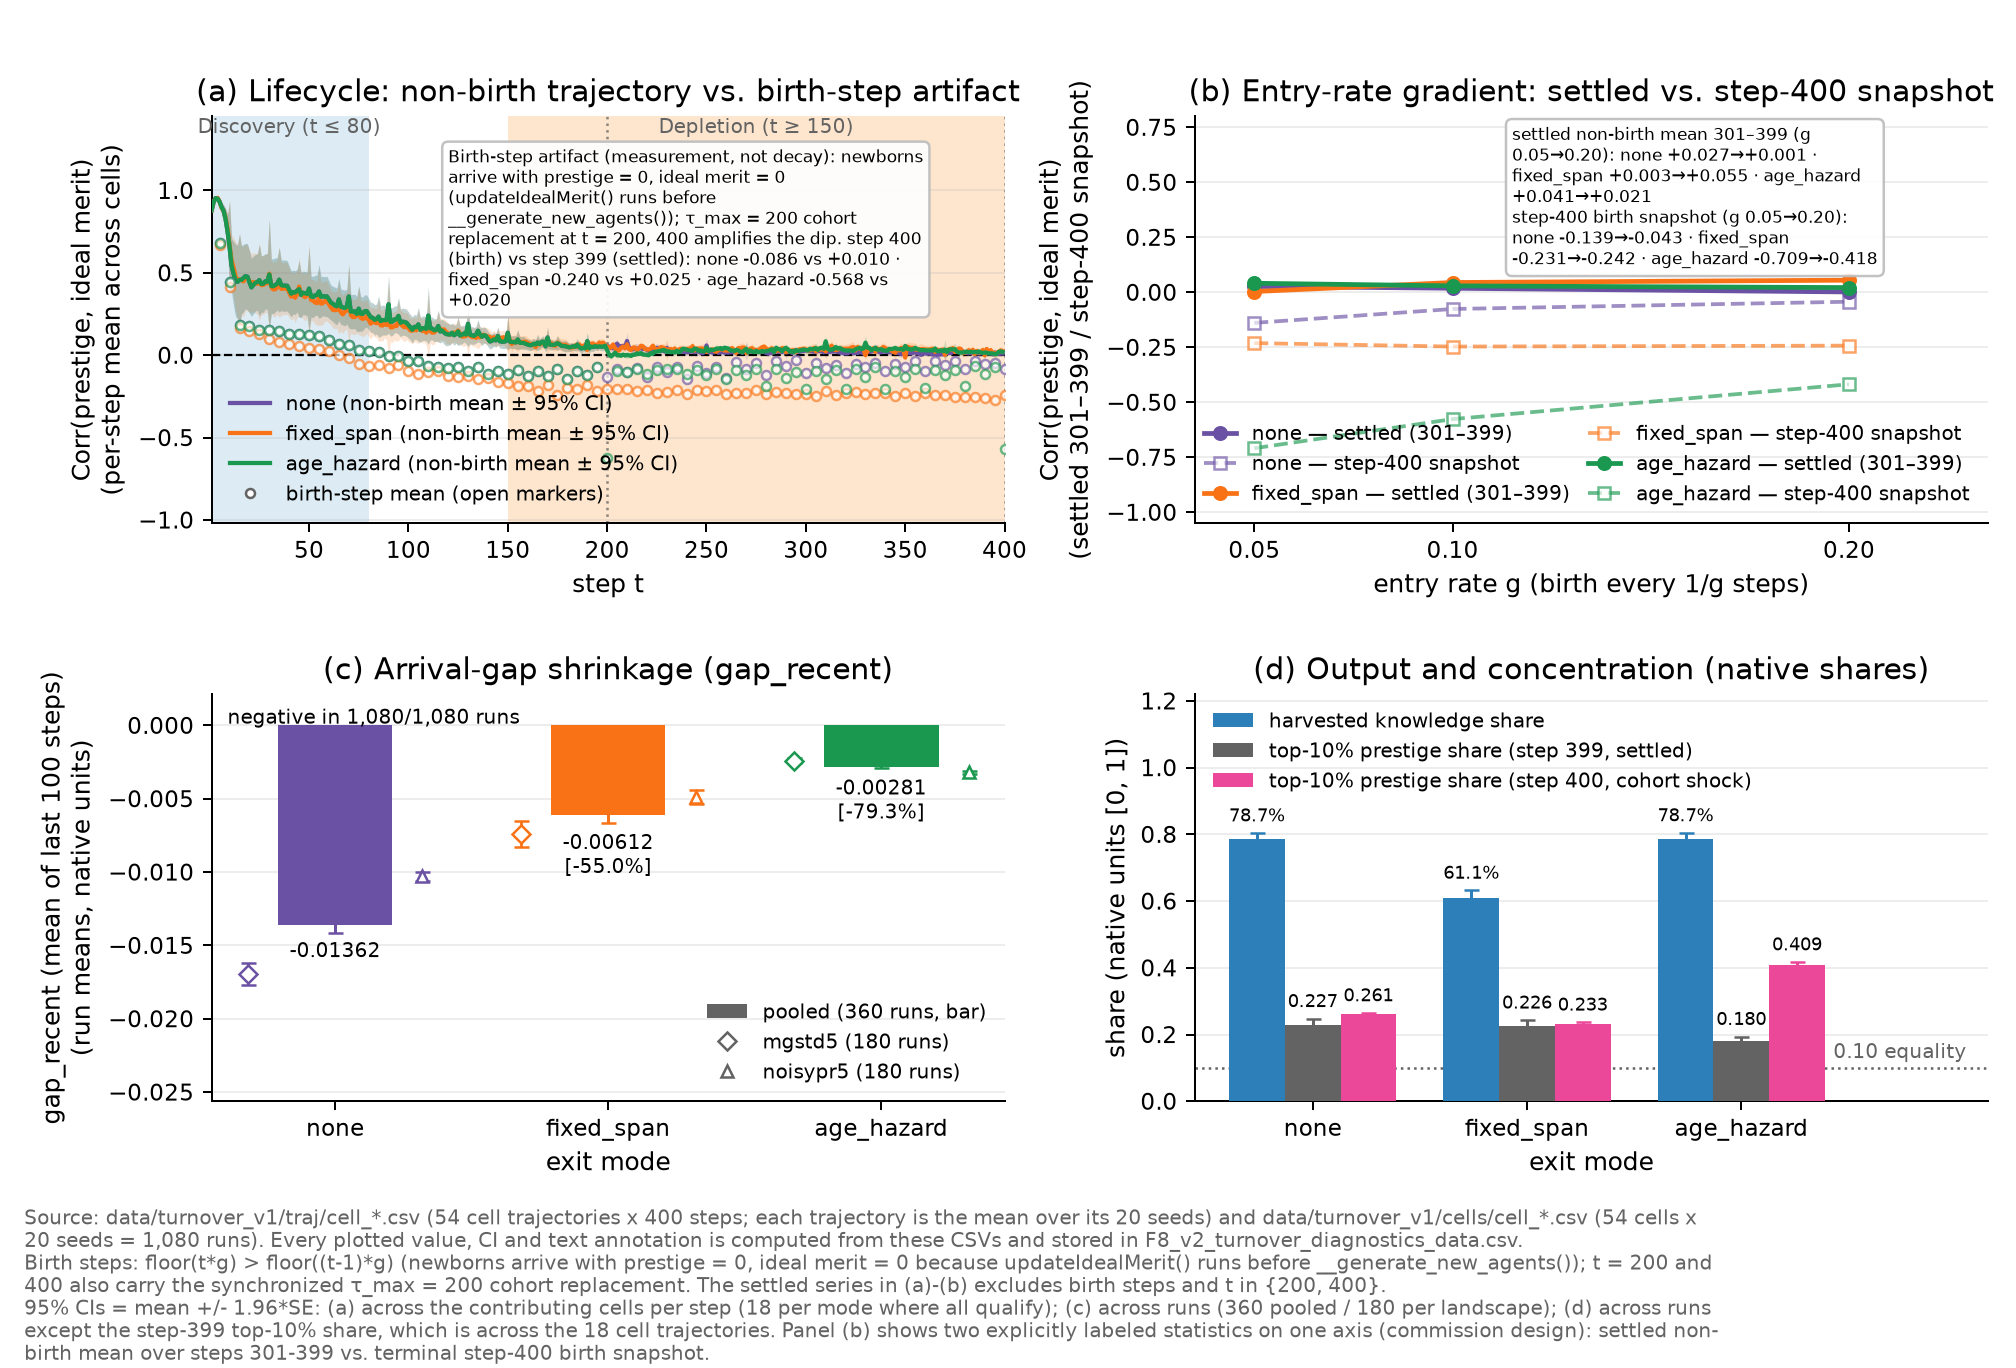 (a) Lifecycle: non-birth trajectory vs. birth-step artifact
Discovery (t ≤ 80)
Depletion (t ≥ 150)
Birth-step artifact (measurement, not decay): newborns
arrive with prestige = 0, ideal merit = 0
(updateIdealMerit() runs before
__generate_new_agents()); τ_max = 200 cohort
replacement at t = 200, 400 amplifies the dip. step 400
(birth) vs step 399 (settled): none -0.086 vs +0.010 ·
fixed_span -0.240 vs +0.025 · age_hazard -0.568 vs
+0.020
Corr(prestige, ideal merit)
(per-step mean across cells)
1.0
0.5
0.0
−0.5
−1.0
none (non-birth mean ± 95% CI)
fixed_span (non-birth mean ± 95% CI)
age_hazard (non-birth mean ± 95% CI)
birth-step mean (open markers)
50
100
150
200
250
300
350
400
step t
(b) Entry-rate gradient: settled vs. step-400 snapshot
settled non-birth mean 301–399 (g
0.05→0.20): none +0.027→+0.001 ·
fixed_span +0.003→+0.055 · age_hazard
+0.041→+0.021
step-400 birth snapshot (g 0.05→0.20):
none -0.139→-0.043 · fixed_span
-0.231→-0.242 · age_hazard -0.709→-0.418
Corr(prestige, ideal merit)
(settled 301–399 / step-400 snapshot)
0.75
0.50
0.25
0.00
−0.25
−0.50
−0.75
−1.00
none — settled (301–399)
none — step-400 snapshot
fixed_span — settled (301–399)
fixed_span — step-400 snapshot
age_hazard — settled (301–399)
age_hazard — step-400 snapshot
0.05
0.10
0.20
entry rate g (birth every 1/g steps)
(c) Arrival-gap shrinkage (gap_recent)
negative in 1,080/1,080 runs
gap_recent (mean of last 100 steps)
(run means, native units)
0.000
−0.005
−0.010
−0.015
−0.020
−0.025
-0.01362
-0.00612
[-55.0%]
-0.00281
[-79.3%]
pooled (360 runs, bar)
mgstd5 (180 runs)
noisypr5 (180 runs)
none
fixed_span
age_hazard
exit mode
(d) Output and concentration (native shares)
share (native units [0, 1])
1.2
1.0
0.8
0.6
0.4
0.2
0.0
harvested knowledge share
top-10% prestige share (step 399, settled)
top-10% prestige share (step 400, cohort shock)
78.7%
0.227
0.261
61.1%
0.226
0.233
78.7%
0.180
0.409
0.10 equality
none
fixed_span
age_hazard
exit mode
Source: data/turnover_v1/traj/cell_*.csv (54 cell trajectories x 400 steps; each trajectory is the mean over its 20 seeds) and data/turnover_v1/cells/cell_*.csv (54 cells x
20 seeds = 1,080 runs). Every plotted value, CI and text annotation is computed from these CSVs and stored in F8_v2_turnover_diagnostics_data.csv.
Birth steps: floor(t*g) > floor((t-1)*g) (newborns arrive with prestige = 0, ideal merit = 0 because updateIdealMerit() runs before __generate_new_agents()); t = 200 and
400 also carry the synchronized τ_max = 200 cohort replacement. The settled series in (a)-(b) excludes birth steps and t in {200, 400}.
95% CIs = mean +/- 1.96*SE: (a) across the contributing cells per step (18 per mode where all qualify); (c) across runs (360 pooled / 180 per landscape); (d) across runs
except the step-399 top-10% share, which is across the 18 cell trajectories. Panel (b) shows two explicitly labeled statistics on one axis (commission design): settled non-
birth mean over steps 301-399 vs. terminal step-400 birth snapshot.